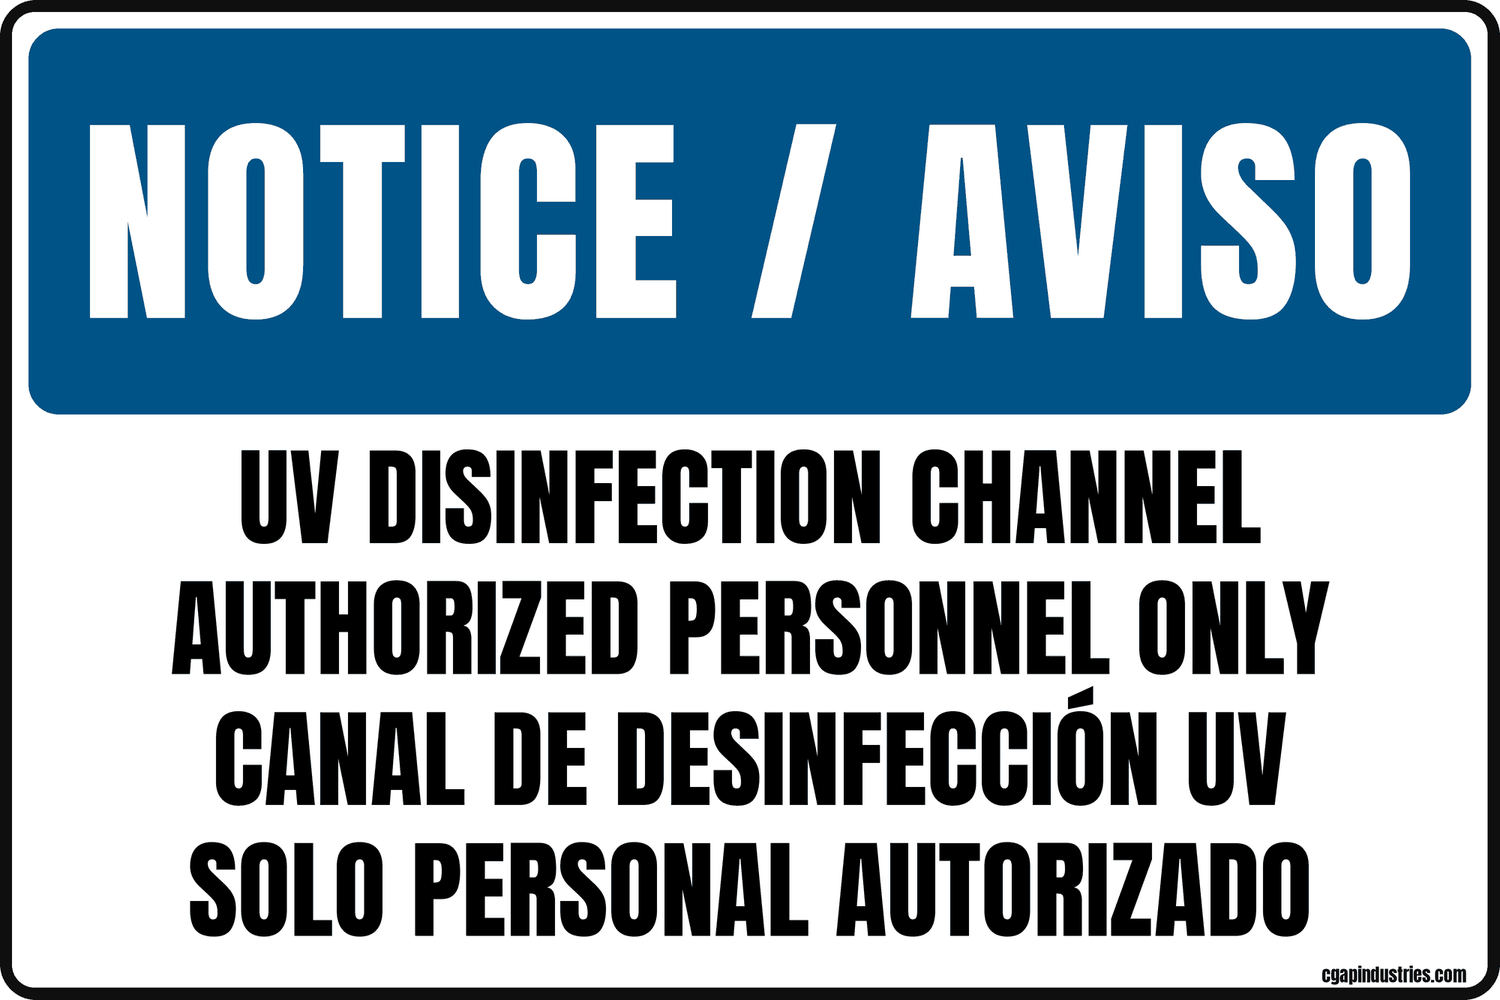 NOTICE / AVISO
UV DISINFECTION CHANNEL
AUTHORIZED PERSONNEL ONLY
CANAL DE DESINFECCIÓN UV
SOLO PERSONAL AUTORIZADO
cgapindustries.com